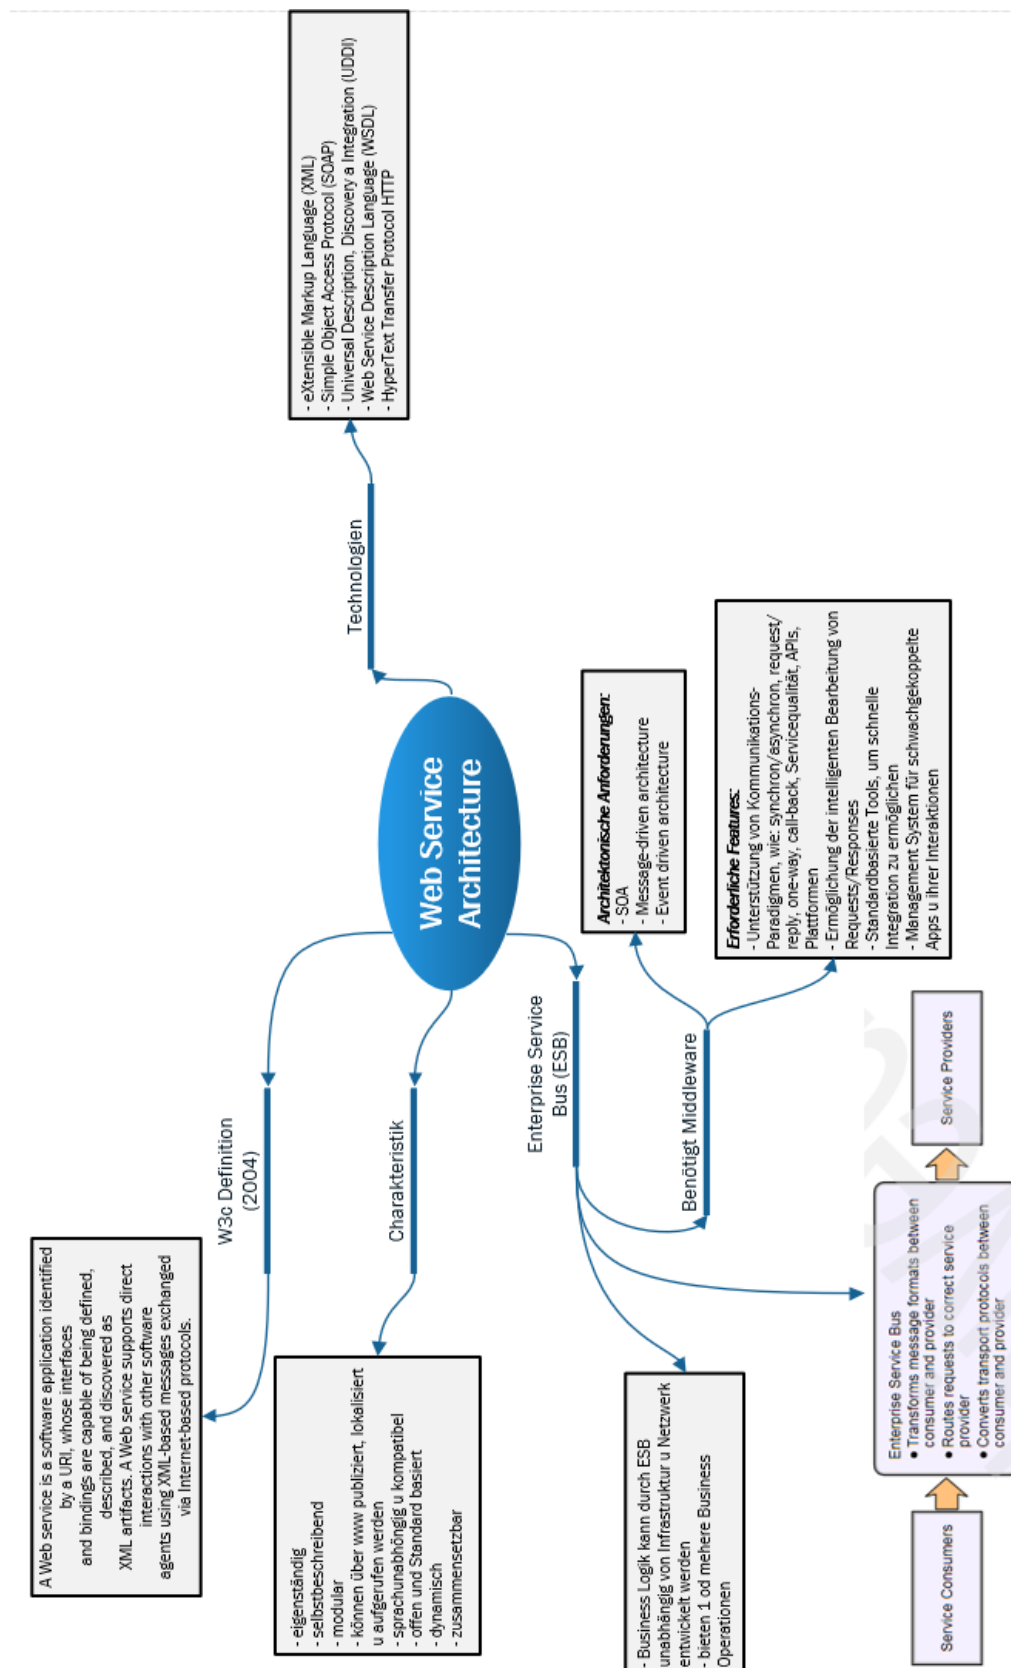 A Web service is a software application identified
by a URI, whose interfaces
and bindings are capable of being defined,
described, and discovered as
XML artifacts. A Web service supports direct
interactions with other software
agents using XML-based messages exchanged
via Internet-based protocols.
W3c Definition
(2004)
- eigenständig
- selbstbeschreibend
- modular
- können über www publiziert, lokalisiert
u aufgerufen werden
- sprachunabhängig u kompatibel
- offen und Standard basiert
- dynamisch
- zusammensetzbar
Charakteristik
Web Service
Architecture
Technologien
- eXtensible Markup Language (XML)
- Simple Object Access Protocol (SOAP)
- Universal Description, Discovery a Integration (UDDI)
- Web Service Description Language (WSDL)
- HyperText Transfer Protocol HTTP
Enterprise Service
Bus (ESB)
- Business Logik kann durch ESB
unabhängig von Infrastruktur u Netzwerk
entwickelt werden
- bieten 1 od mehere Business
Operationen
Benötigt Middleware
Architektonische Anforderungen:
- SOA
- Message-driven architecture
- Event driven architecture
Erforderliche Features:
- Unterstützung von Kommunikations-
Paradigmen, wie: synchron/asynchron, request/
reply, one-way, call-back, Servicequalität, APIs,
Plattformen
- Ermöglichung der intelligenten Bearbeitung von
Requests/Responses
- Standardbasierte Tools, um schnelle
Integration zu ermöglichen
- Management System für schwachgekoppelte
Apps u ihrer Interaktionen
Service Consumers
Enterprise Service Bus
• Transforms message formats between
consumer and provider
• Routes requests to correct service
provider
• Converts transport protocols between
consumer and provider
Service Providers